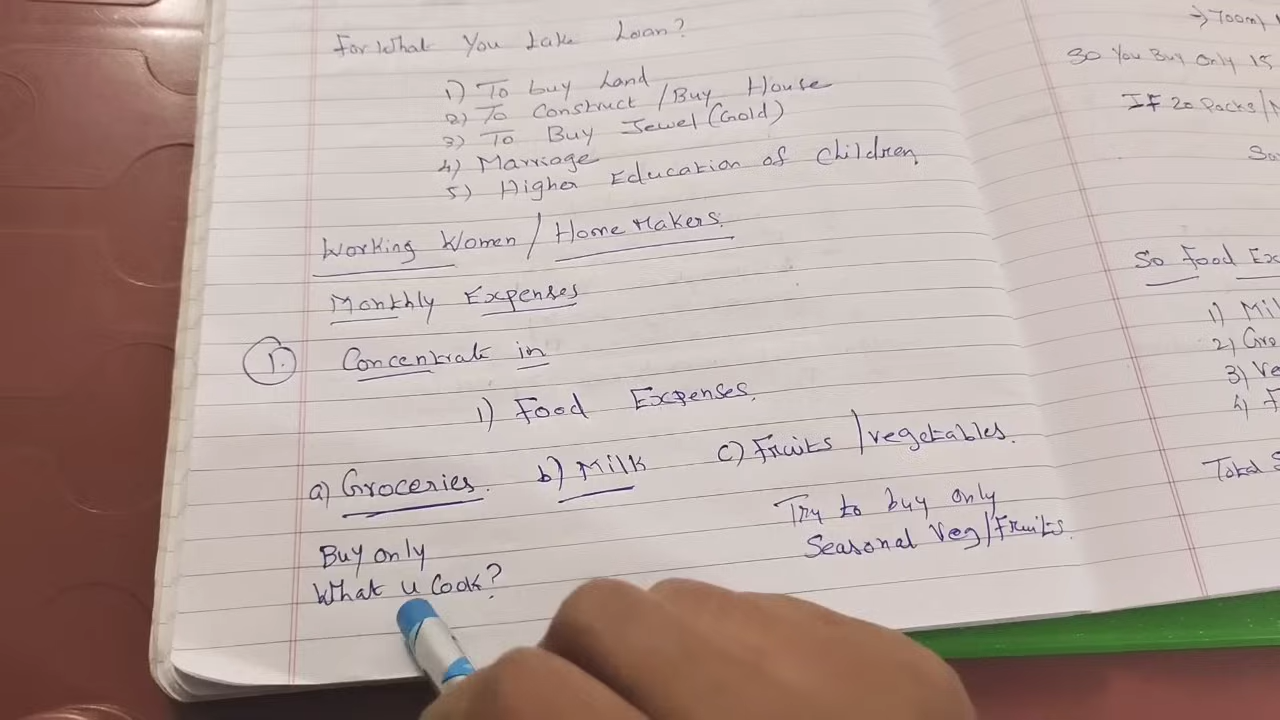 For What You take Loan?
1) To buy Land
2) To Construct / Buy House
3) To Buy Jewel (Gold)
4) Marriage
5) Higher Education of Children
Working Women / Home Makers.
Monthly Expenses
1. Concentrate in
1) Food Expenses.
a) Groceries. b) Milk c) Fruits / vegetables.
Buy only
What u Cook?
Try to buy only
Seasonal Veg/Fruits.
So You Buy Only 15
IF 20 Packs/
So Food Ex
1)
2)
3) Ve
4) F
Total